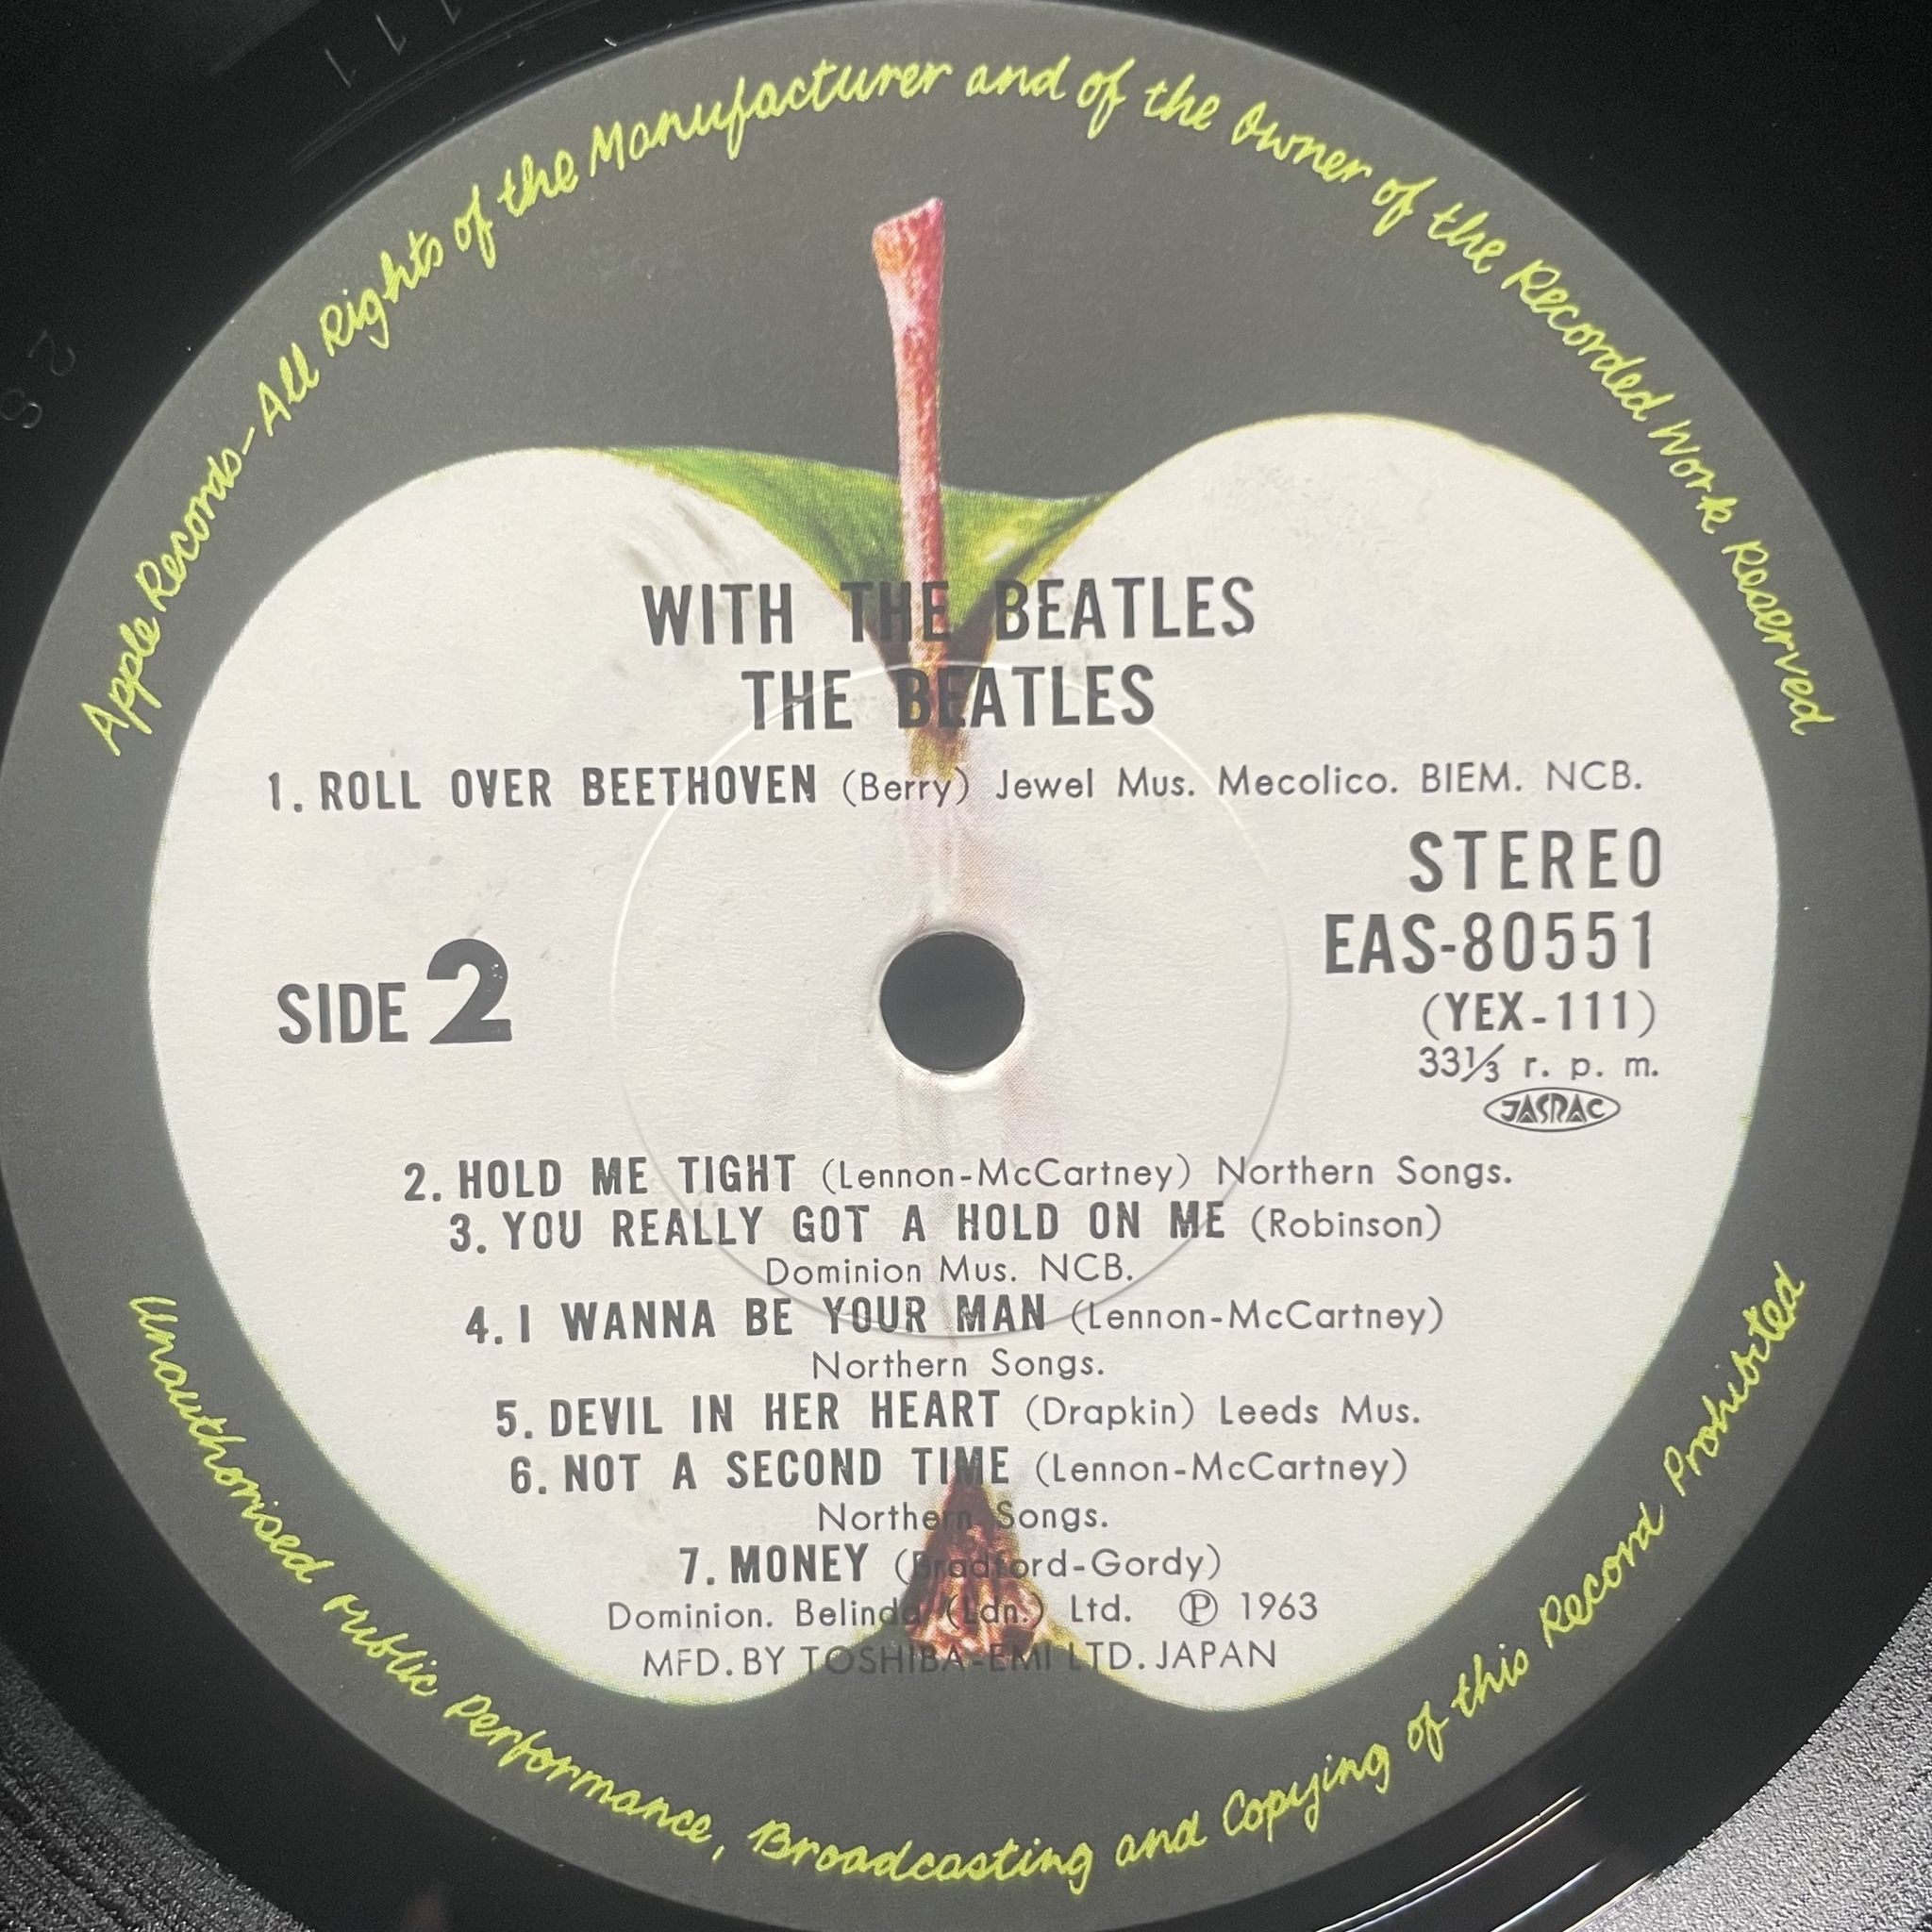 Apple Records-All Rights of the Manufacturer and of the Owner of the Recorded Work Reserved
WITH THE BEATLES
THE BEATLES
1. ROLL OVER BEETHOVEN (Berry) Jewel Mus. Mecolico. BIEM. NCB.
STEREO
EAS-80551
(YEX-111)
33⅓ r. p. m.
JASRAC
SIDE 2
2. HOLD ME TIGHT (Lennon-McCartney) Northern Songs.
3. YOU REALLY GOT A HOLD ON ME (Robinson)
Dominion Mus. NCB.
4. I WANNA BE YOUR MAN (Lennon-McCartney)
Northern Songs.
5. DEVIL IN HER HEART (Drapkin) Leeds Mus.
6. NOT A SECOND TIME (Lennon-McCartney)
Northern Songs.
7. MONEY (Bradford-Gordy)
Dominion. Belinda (Ldn.) Ltd. Ⓟ 1963
MFD. BY TOSHIBA-EMI LTD. JAPAN
Unauthorised Public Performance, Broadcasting and Copying of this Record Prohibited